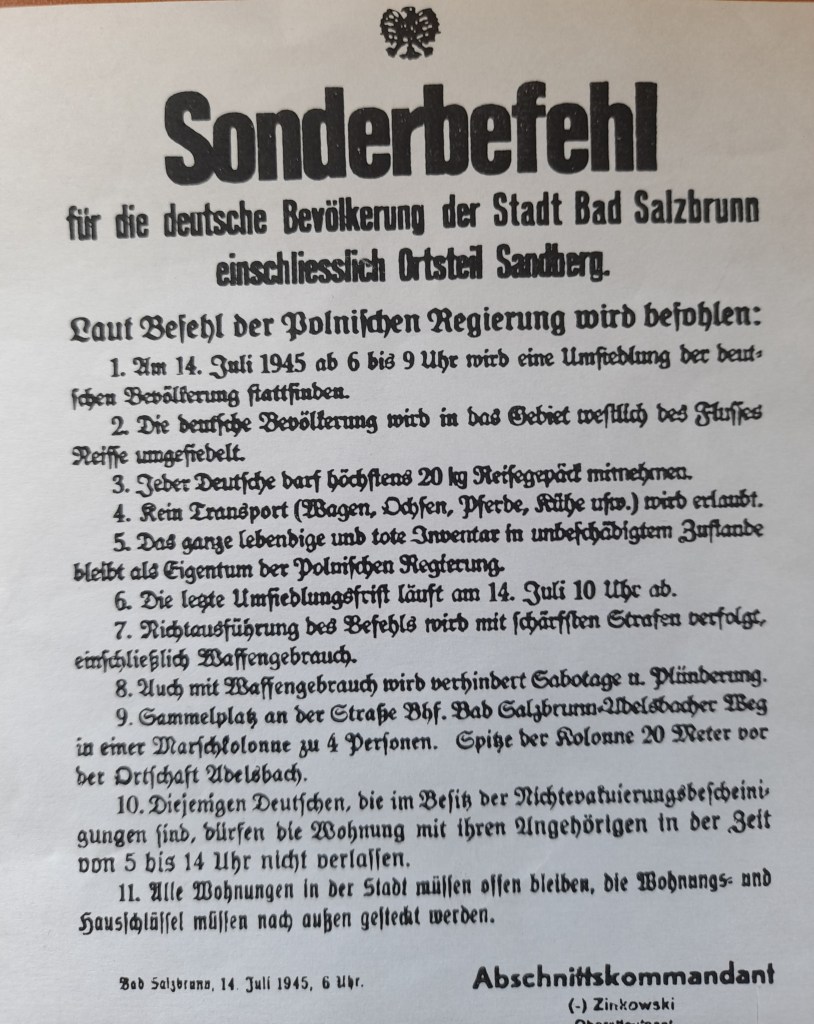 Sonderbefehl
für die deutsche Bevölkerung der Stadt Bad Salzbrunn
einschliesslich Ortsteil Sandberg.
Laut Befehl der Polnischen Regierung wird befohlen:
1. Am 14. Juli 1945 ab 6 bis 9 Uhr wird eine Umsiedlung der deut-
schen Bevölkerung stattfinden.
2. Die deutsche Bevölkerung wird in das Gebiet westlich des Flusses
Neisse umgesiedelt.
3. Jeder Deutsche darf höchstens 20 kg Reisegepäck mitnehmen.
4. Kein Transport (Wagen, Ochsen, Pferde, Kühe usw.) wird erlaubt.
5. Das ganze lebendige und tote Inventar in unbeschädigtem Zustande
bleibt als Eigentum der Polnischen Regierung.
6. Die letzte Umsiedlungsfrist läuft am 14. Juli 10 Uhr ab.
7. Nichtausführung des Befehls wird mit schärfsten Strafen verfolgt,
einschließlich Waffengebrauch.
8. Auch mit Waffengebrauch wird verhindert Sabotage u. Plünderung.
9. Sammelplatz an der Straße Bhf. Bad Salzbrunn-Adelsbacher Weg
in einer Marschkolonne zu 4 Personen. Spitze der Kolonne 20 Meter vor
der Ortschaft Adelsbach.
10. Diejenigen Deutschen, die im Besitz der Nichtevakuierungsbescheini-
gungen sind, dürfen die Wohnung mit ihren Angehörigen in der Zeit
von 5 bis 14 Uhr nicht verlassen.
11. Alle Wohnungen in der Stadt müssen offen bleiben, die Wohnungs- und
Hausschlüssel müssen nach außen gesteckt werden.
Bad Salzbrunn, 14. Juli 1945, 6 Uhr.
Abschnittskommandant
(-) Zinkowski